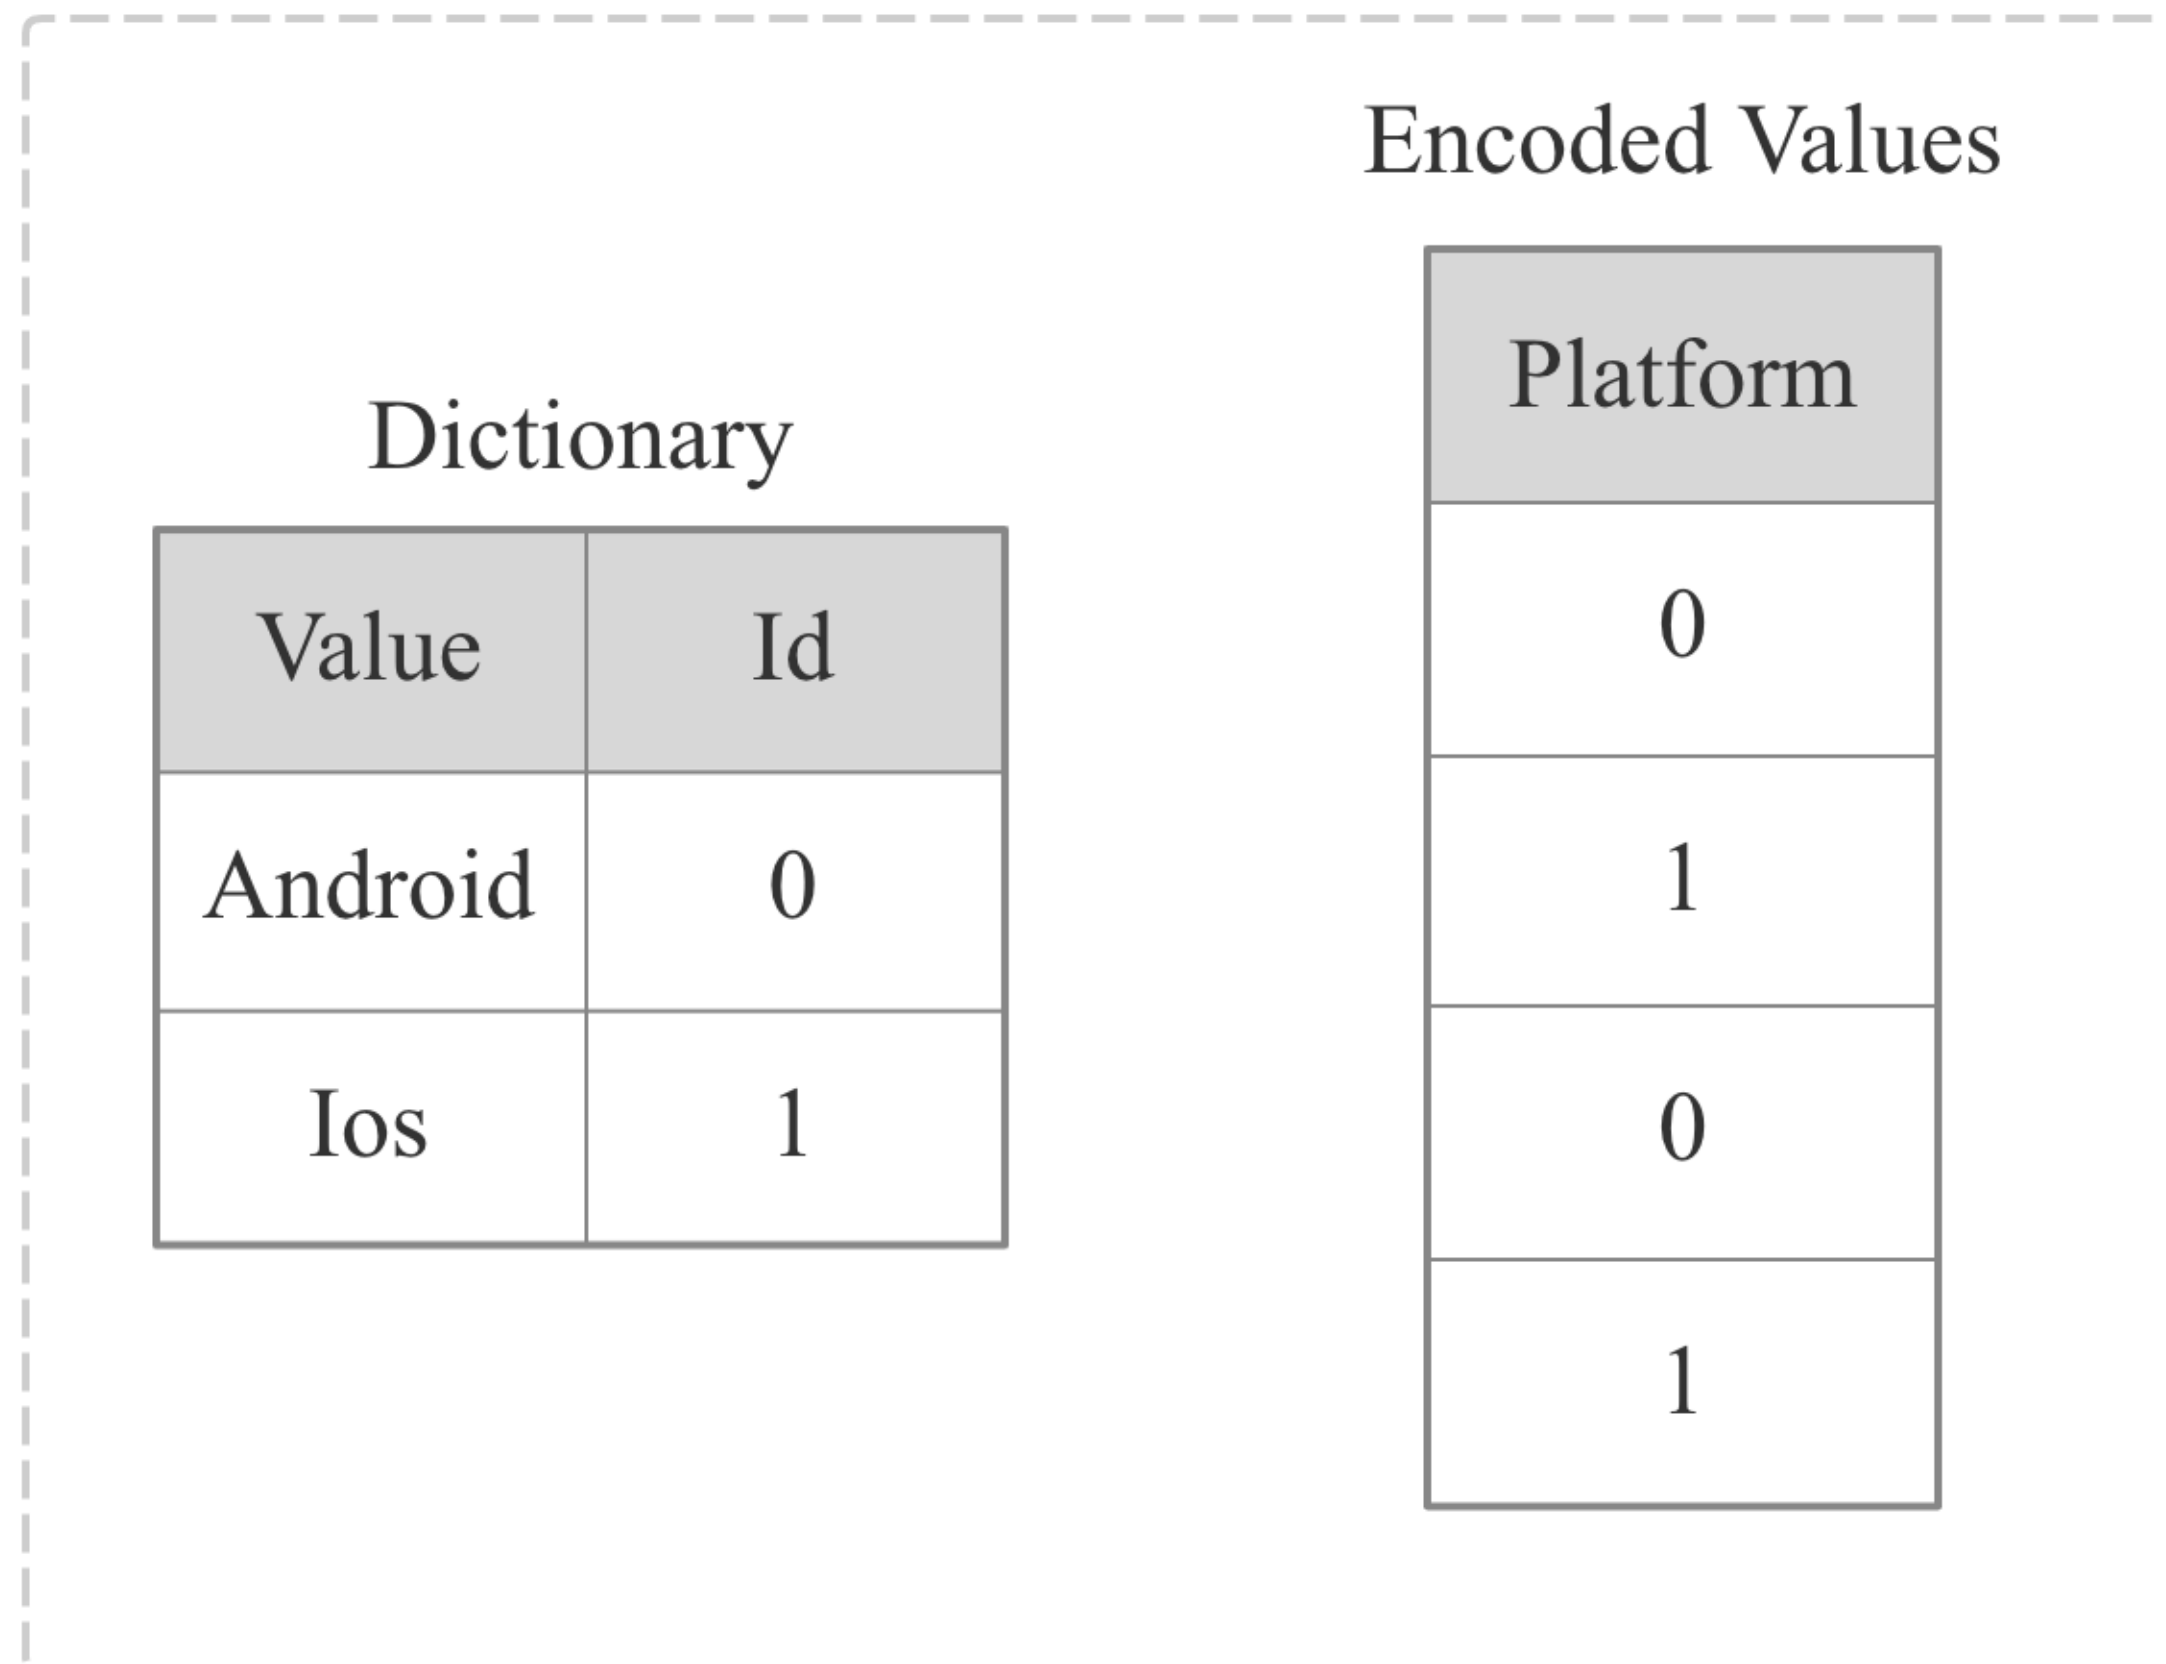 Dictionary
Value Id
Android 0
Ios 1
Encoded Values
Platform
0
1
0
1